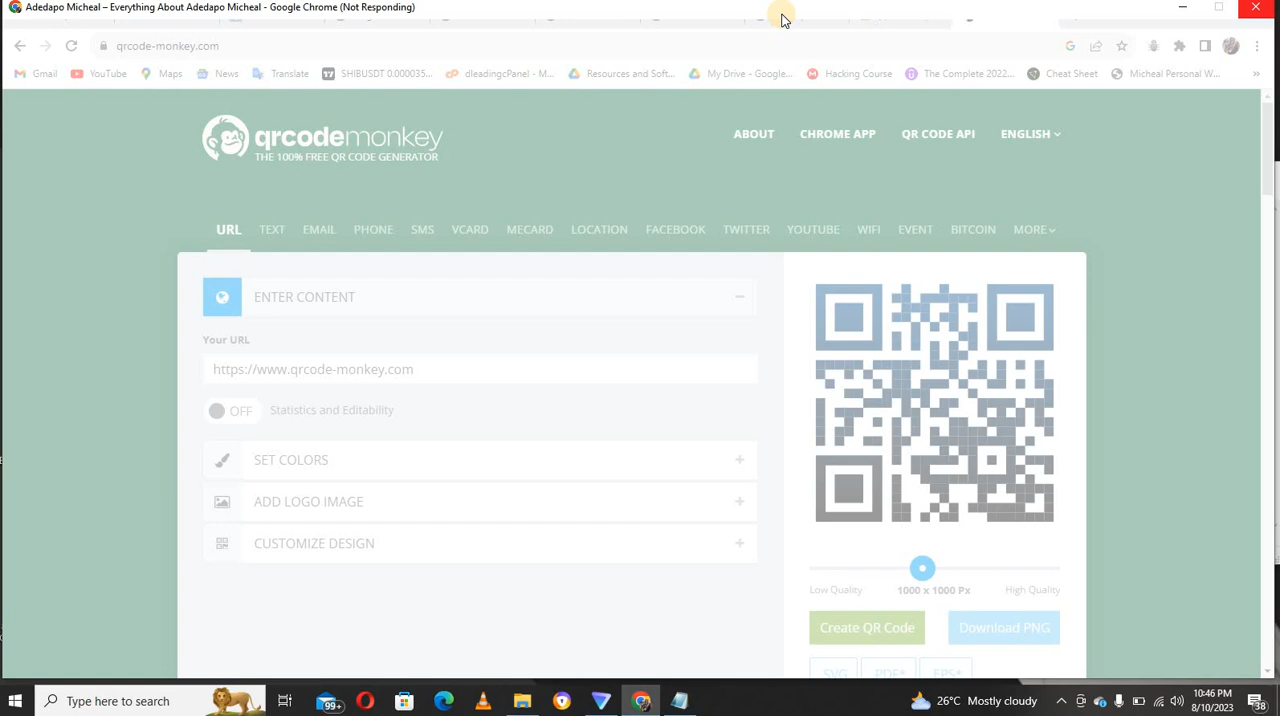 Adedapo Micheal – Everything About Adedapo Micheal - Google Chrome (Not Responding)
qrcode-monkey.com
Gmail YouTube Maps News Translate SHIBUSDT 0.000035... dleadingcPanel - M... Resources and Soft... My Drive - Google... Hacking Course The Complete 2022... Cheat Sheet Micheal Personal W... »
qrcodemonkey
THE 100% FREE QR CODE GENERATOR
ABOUT CHROME APP QR CODE API ENGLISH
URL TEXT EMAIL PHONE SMS VCARD MECARD LOCATION FACEBOOK TWITTER YOUTUBE WIFI EVENT BITCOIN MORE
ENTER CONTENT
Your URL
https://www.qrcode-monkey.com
OFF Statistics and Editability
SET COLORS
ADD LOGO IMAGE
CUSTOMIZE DESIGN
Low Quality 1000 x 1000 Px High Quality
Create QR Code Download PNG
SVG PDF* EPS*
Type here to search
99+
26°C Mostly cloudy
10:46 PM
8/10/2023
38